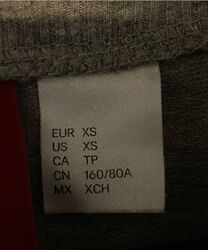 EUR XS
US XS
CA TP
CN 160/80A
MX XCH